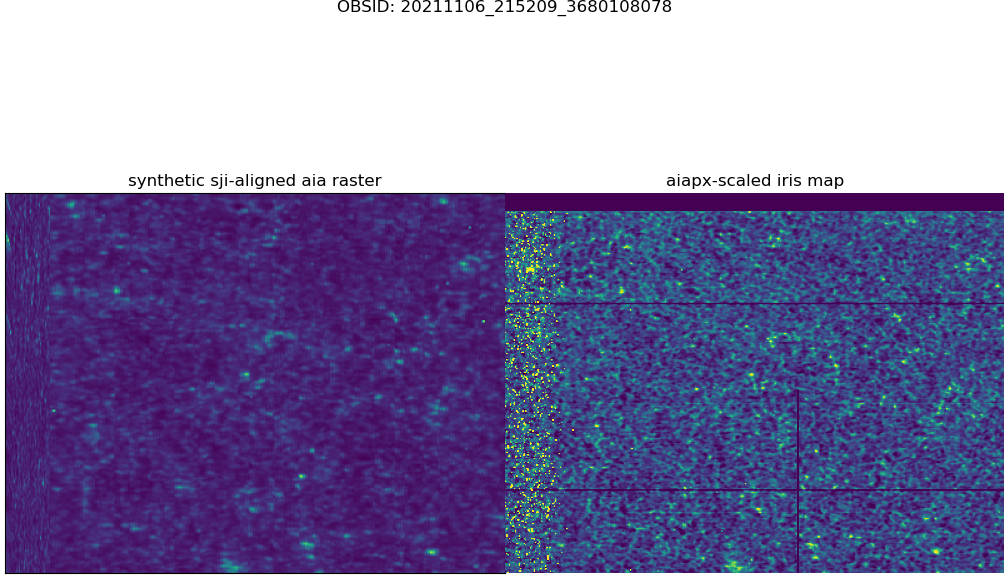 OBSID: 20211106_215209_3680108078
synthetic sji-aligned aia raster
aiapx-scaled iris map